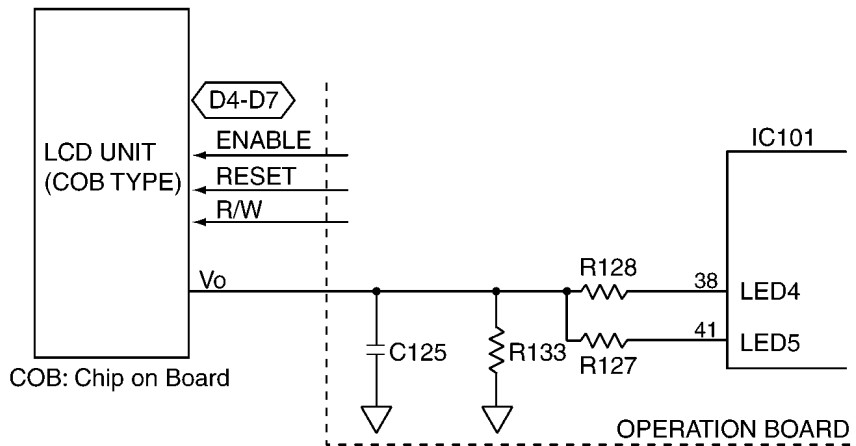 D4-D7
ENABLE
LCD UNIT
(COB TYPE)
RESET
R/W
IC101
Vo
R128
38
LED4
41
LED5
C125
R133
R127
COB: Chip on Board
OPERATION BOARD